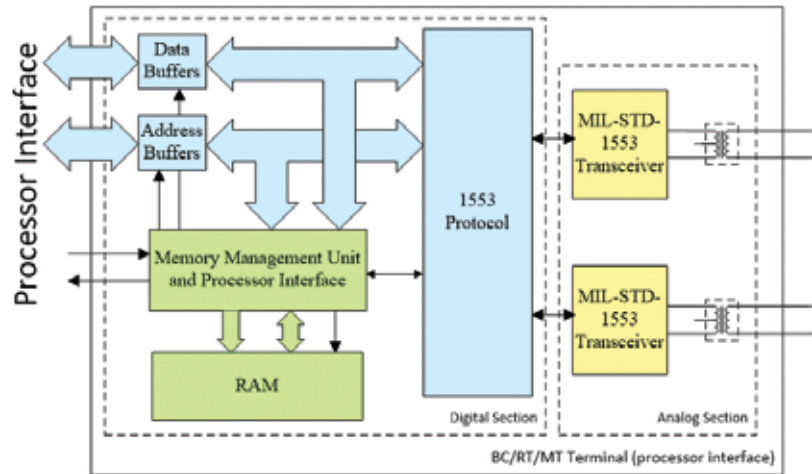 Processor Interface
Data
Buffers
Address
Buffers
Memory Management Unit
and Processor Interface
RAM
1553
Protocol
Digital Section
MIL-STD-
1553
Transceiver
MIL-STD-
1553
Transceiver
Analog Section
BC/RT/MT Terminal (processor interface)